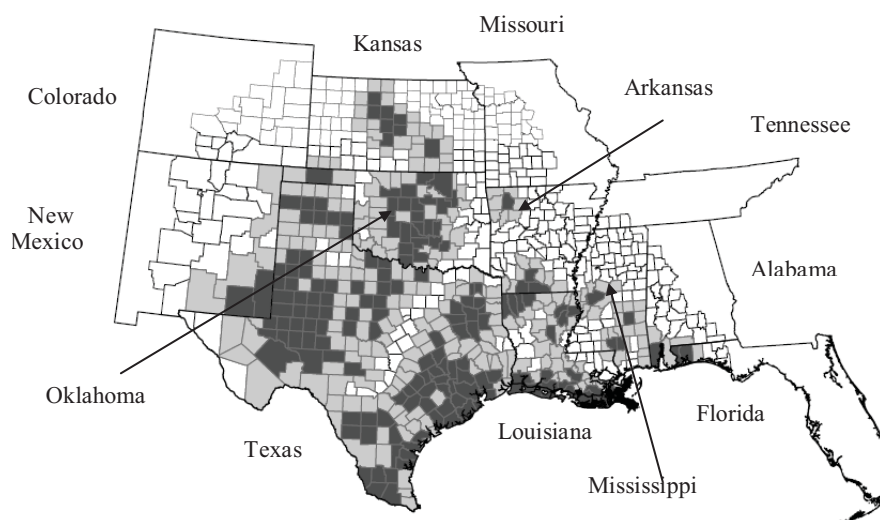 Missouri
Kansas
Arkansas
Colorado
Tennessee
New
Mexico
Alabama
Oklahoma
Florida
Louisiana
Texas
Mississippi